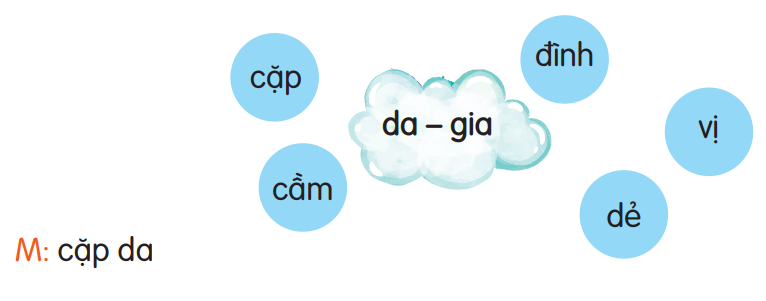 cặp
cầm
da – gia
đình
vị
dẻ
M: cặp da